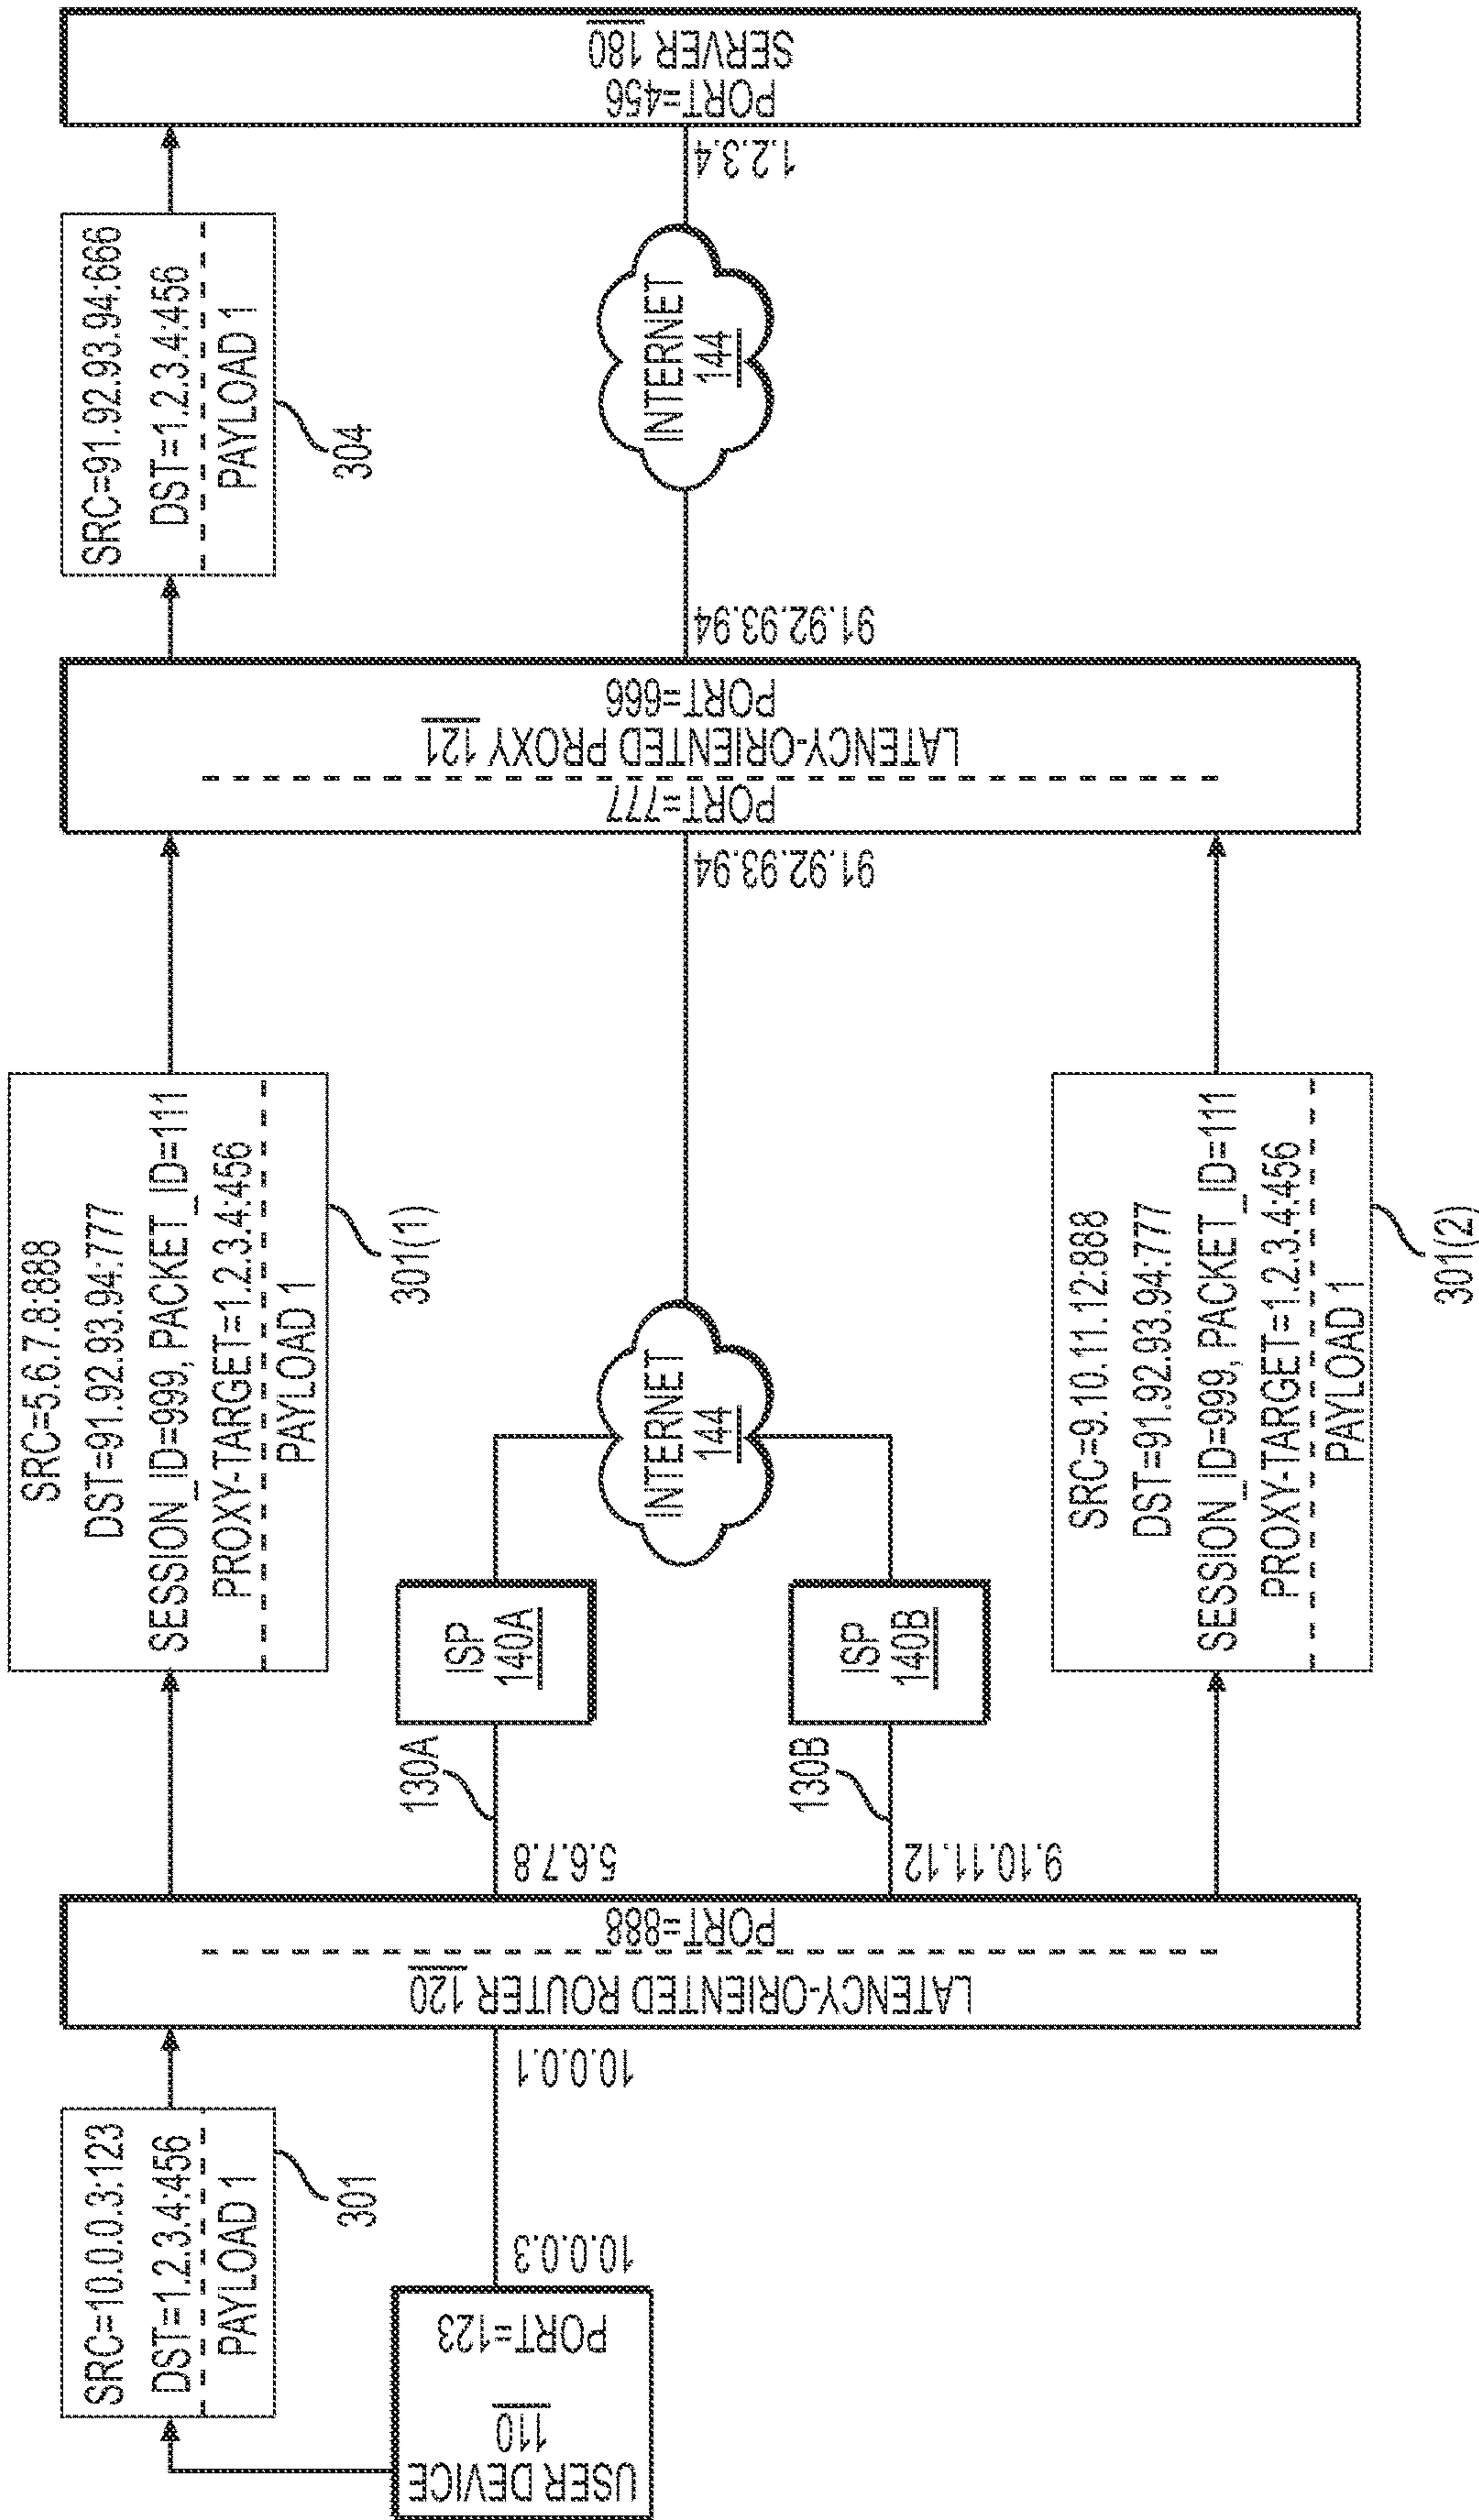 SRC=10.0.0.3:123
DST=1.2.3.4:456
PAYLOAD 1
301
USER DEVICE
110
PORT=123
10.0.0.3
10.0.0.1
LATENCY-ORIENTED ROUTER 120
PORT=888
5.6.7.8
9.10.11.12
130A
130B
ISP
140A
ISP
140B
SRC=5.6.7.8:888
DST=91.92.93.94:777
SESSION_ID=999, PACKET_ID=111
PROXY-TARGET=1.2.3.4:456
PAYLOAD 1
301(1)
INTERNET
144
SRC=9.10.11.12:888
DST=91.92.93.94:777
SESSION_ID=999, PACKET_ID=111
PROXY-TARGET=1.2.3.4:456
PAYLOAD 1
301(2)
91.92.93.94
PORT=777
LATENCY-ORIENTED PROXY 121
PORT=666
91.92.93.94
SRC=91.92.93.94:666
DST=1.2.3.4:456
PAYLOAD 1
304
INTERNET
144
1.2.3.4
PORT=456
SERVER 180